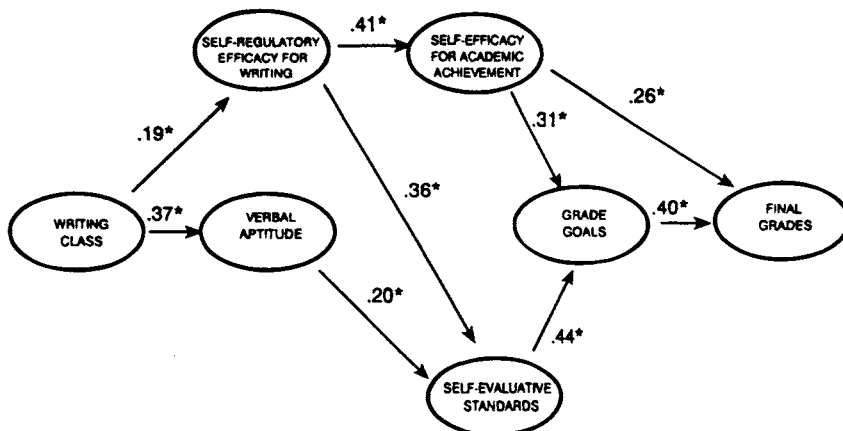 .41*
SELF-REGULATORY
EFFICACY FOR
WRITING
SELF-EFFICACY
FOR ACADEMIC
ACHIEVEMENT
.26*
.19*
.31*
.36*
WRITING
CLASS
.37*
VERBAL
APTITUDE
GRADE
GOALS
.40*
FINAL
GRADES
.20*
.44*
SELF-EVALUATIVE
STANDARDS